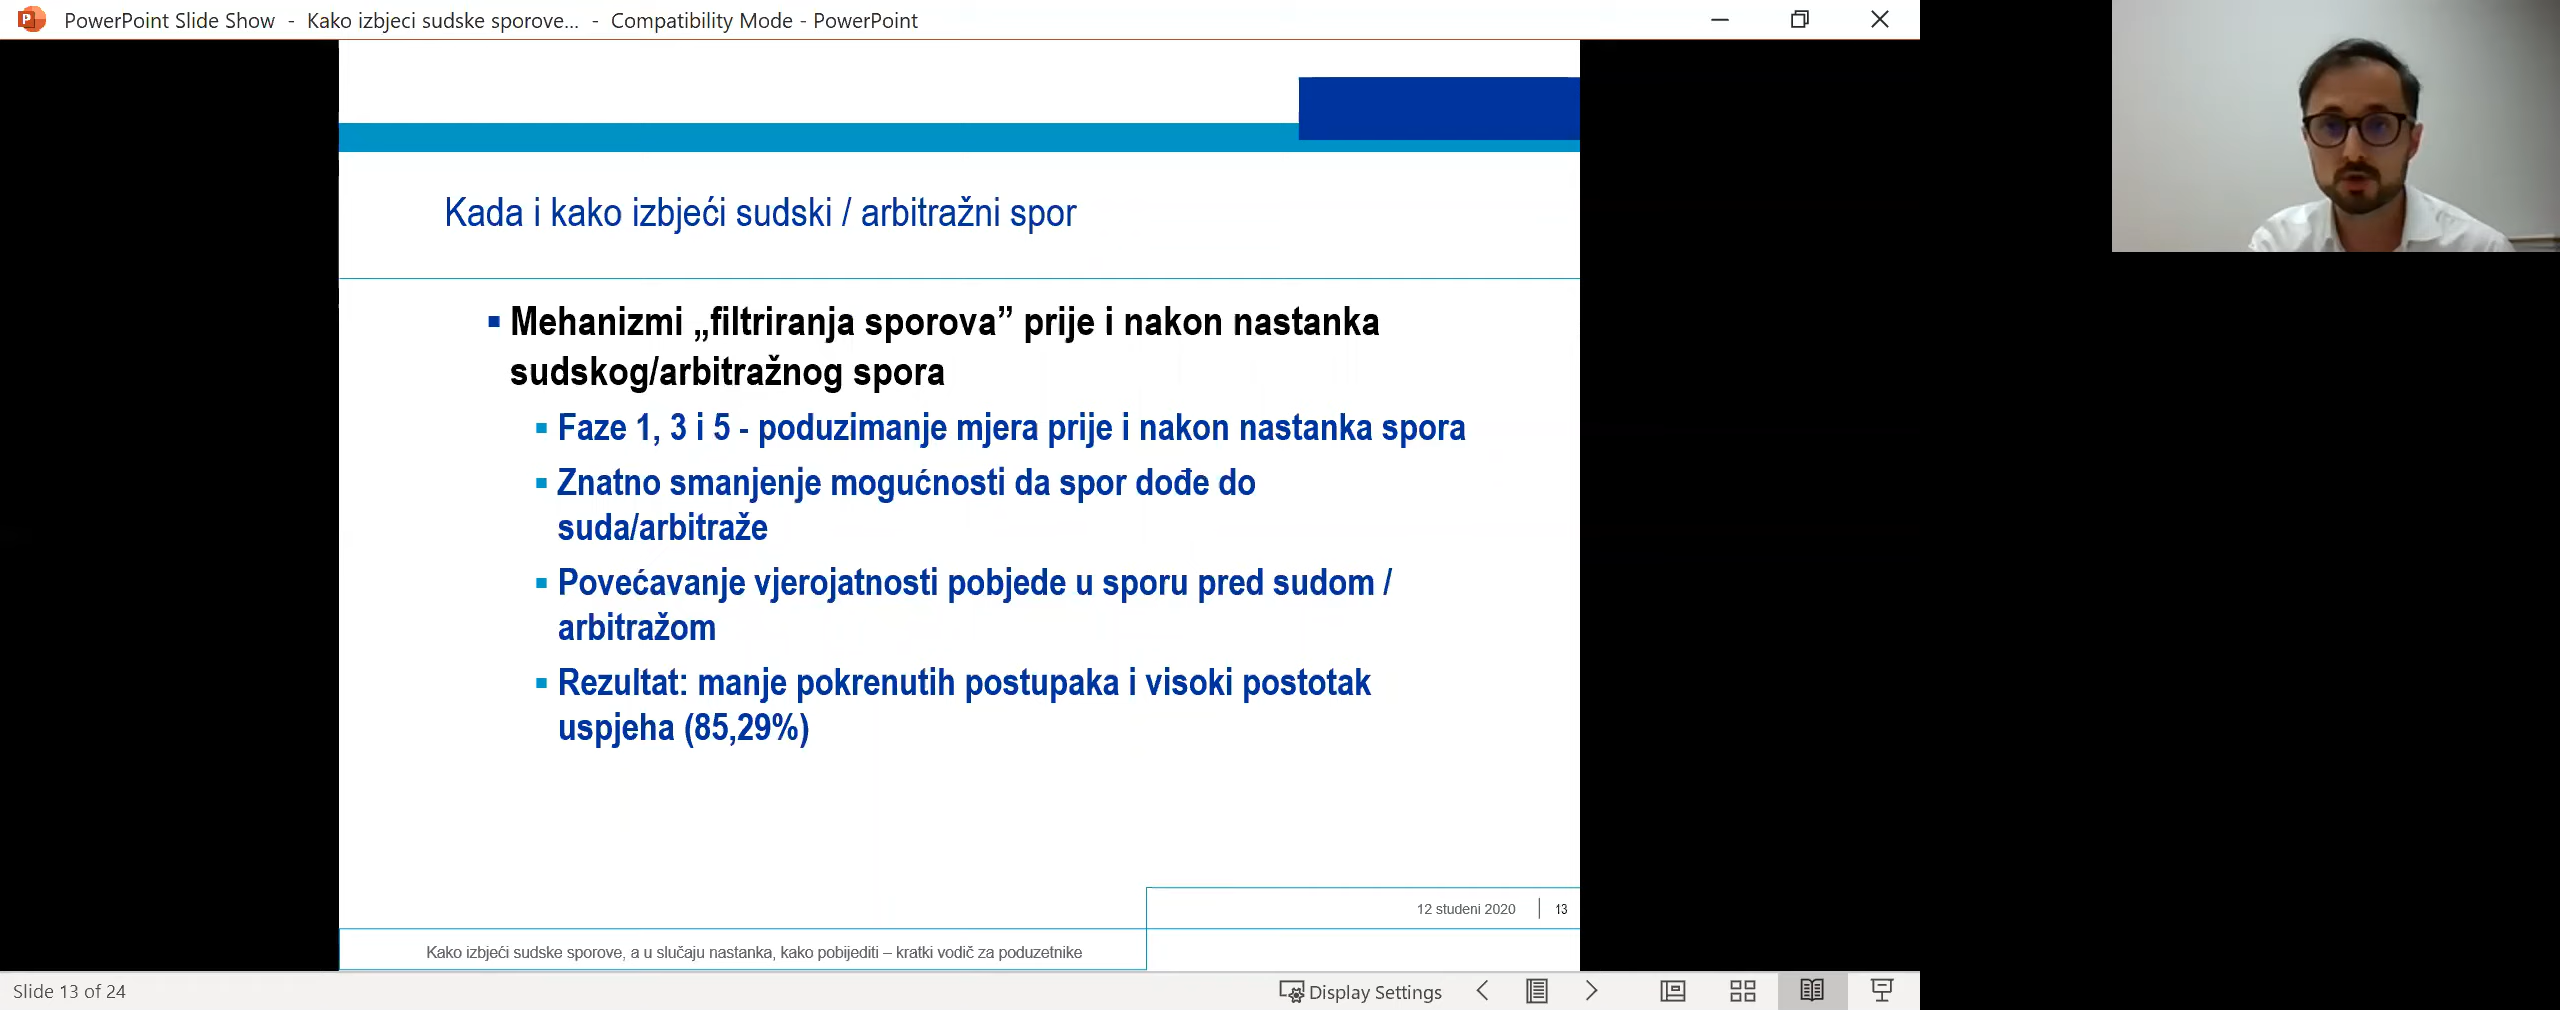 PowerPoint Slide Show - Kako izbjeci sudske sporove... - Compatibility Mode - PowerPoint
Kada i kako izbjeći sudski / arbitražni spor
Mehanizmi „filtriranja sporova” prije i nakon nastanka
sudskog/arbitražnog spora
Faze 1, 3 i 5 - poduzimanje mjera prije i nakon nastanka spora
Znatno smanjenje mogućnosti da spor dođe do
suda/arbitraže
Povećavanje vjerojatnosti pobjede u sporu pred sudom /
arbitražom
Rezultat: manje pokrenutih postupaka i visoki postotak
uspjeha (85,29%)
12 studeni 2020
13
Kako izbjeći sudske sporove, a u slučaju nastanka, kako pobijediti – kratki vodič za poduzetnike
Slide 13 of 24
Display Settings